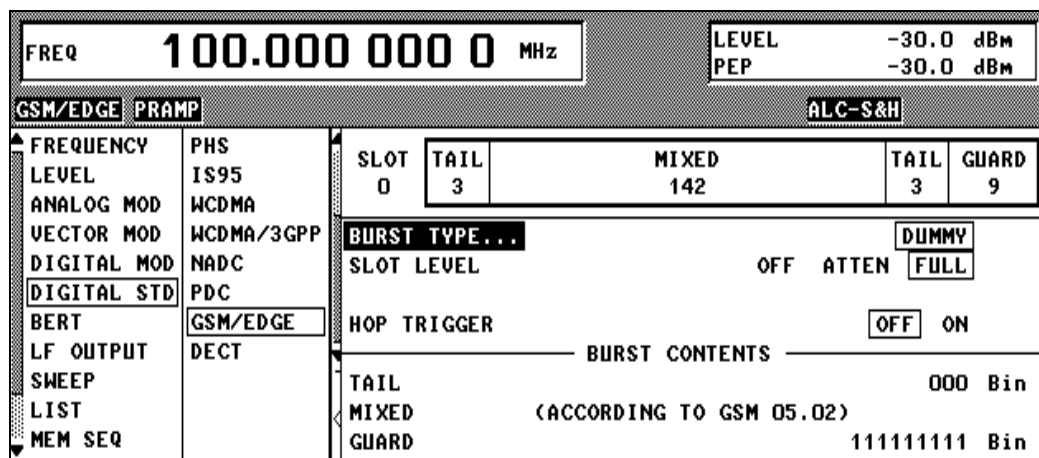 FREQ 100.000 000 0 MHz
LEVEL -30.0 dBm
PEP -30.0 dBm
GSM/EDGE PRAMP ALC-S&H
FREQUENCY
LEVEL
ANALOG MOD
VECTOR MOD
DIGITAL MOD
DIGITAL STD
BERT
LF OUTPUT
SWEEP
LIST
MEM SEQ
PHS
IS95
WCDMA
WCDMA/3GPP
NADC
PDC
GSM/EDGE
DECT
SLOT TAIL MIXED TAIL GUARD
0 3 142 3 9
BURST TYPE... DUMMY
SLOT LEVEL OFF ATTEN FULL
HOP TRIGGER OFF ON
BURST CONTENTS
TAIL 000 Bin
MIXED (ACCORDING TO GSM 05.02)
GUARD 111111111 Bin